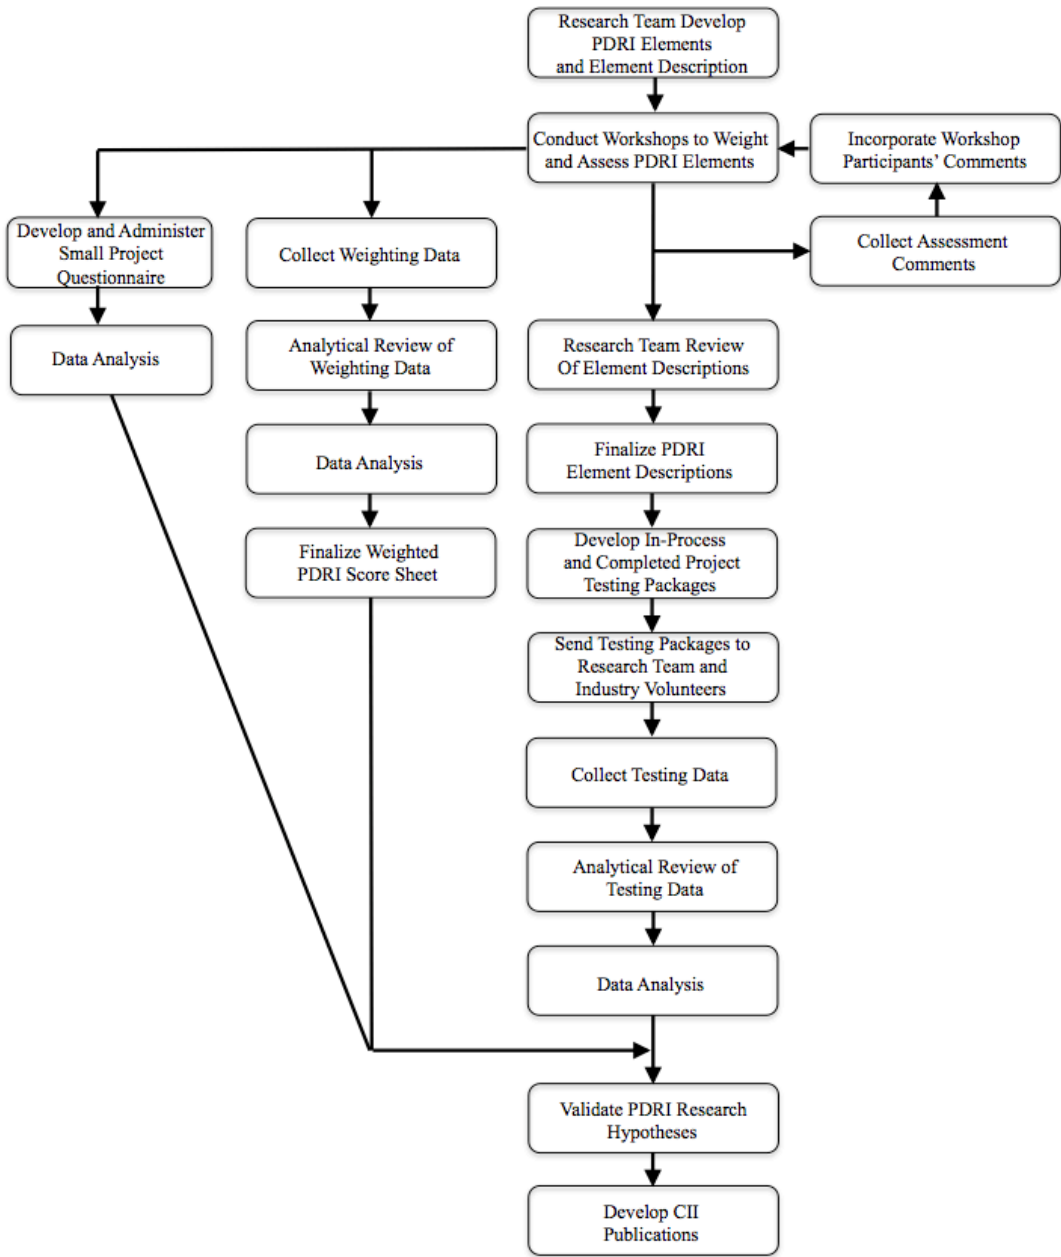 Research Team Develop
PDRI Elements
and Element Description
Conduct Workshops to Weight
and Assess PDRI Elements
Incorporate Workshop
Participants’ Comments
Develop and Administer
Small Project
Questionnaire
Collect Weighting Data
Collect Assessment
Comments
Data Analysis
Analytical Review of
Weighting Data
Research Team Review
Of Element Descriptions
Data Analysis
Finalize PDRI
Element Descriptions
Finalize Weighted
PDRI Score Sheet
Develop In-Process
and Completed Project
Testing Packages
Send Testing Packages to
Research Team and
Industry Volunteers
Collect Testing Data
Analytical Review of
Testing Data
Data Analysis
Validate PDRI Research
Hypotheses
Develop CII
Publications